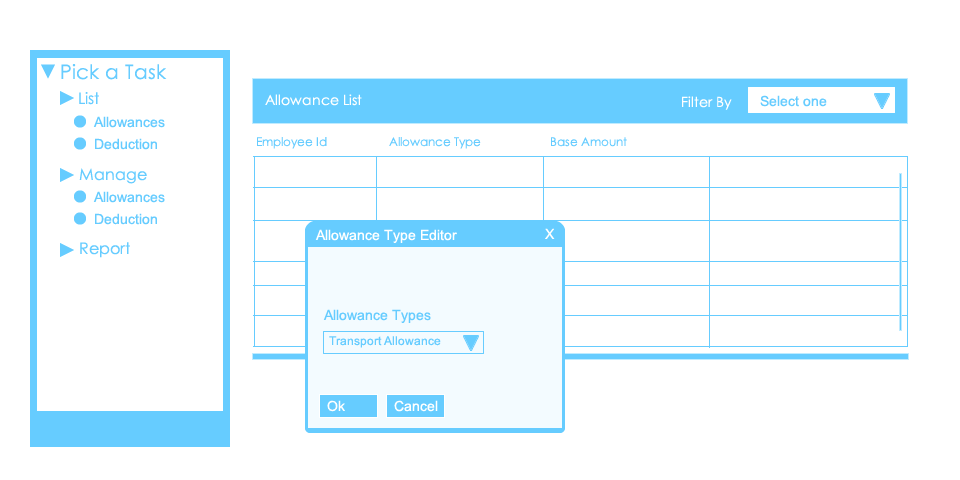 Pick a Task
List
Allowances
Deduction
Manage
Allowances
Deduction
Report
Allowance List
Filter By
Select one
Employee Id
Allowance Type
Base Amount
Allowance Type Editor
X
Allowance Types
Transport Allowance
Ok
Cancel